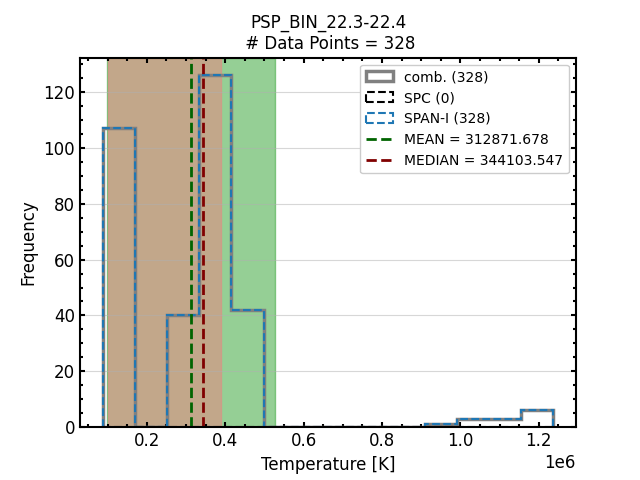 PSP_BIN_22.3-22.4
# Data Points = 328
comb. (328)
SPC (0)
SPAN-I (328)
MEAN = 312871.678
MEDIAN = 344103.547
Frequency
120
100
80
60
40
20
0
0.2 0.4 0.6 0.8 1.0 1.2
1e6
Temperature [K]